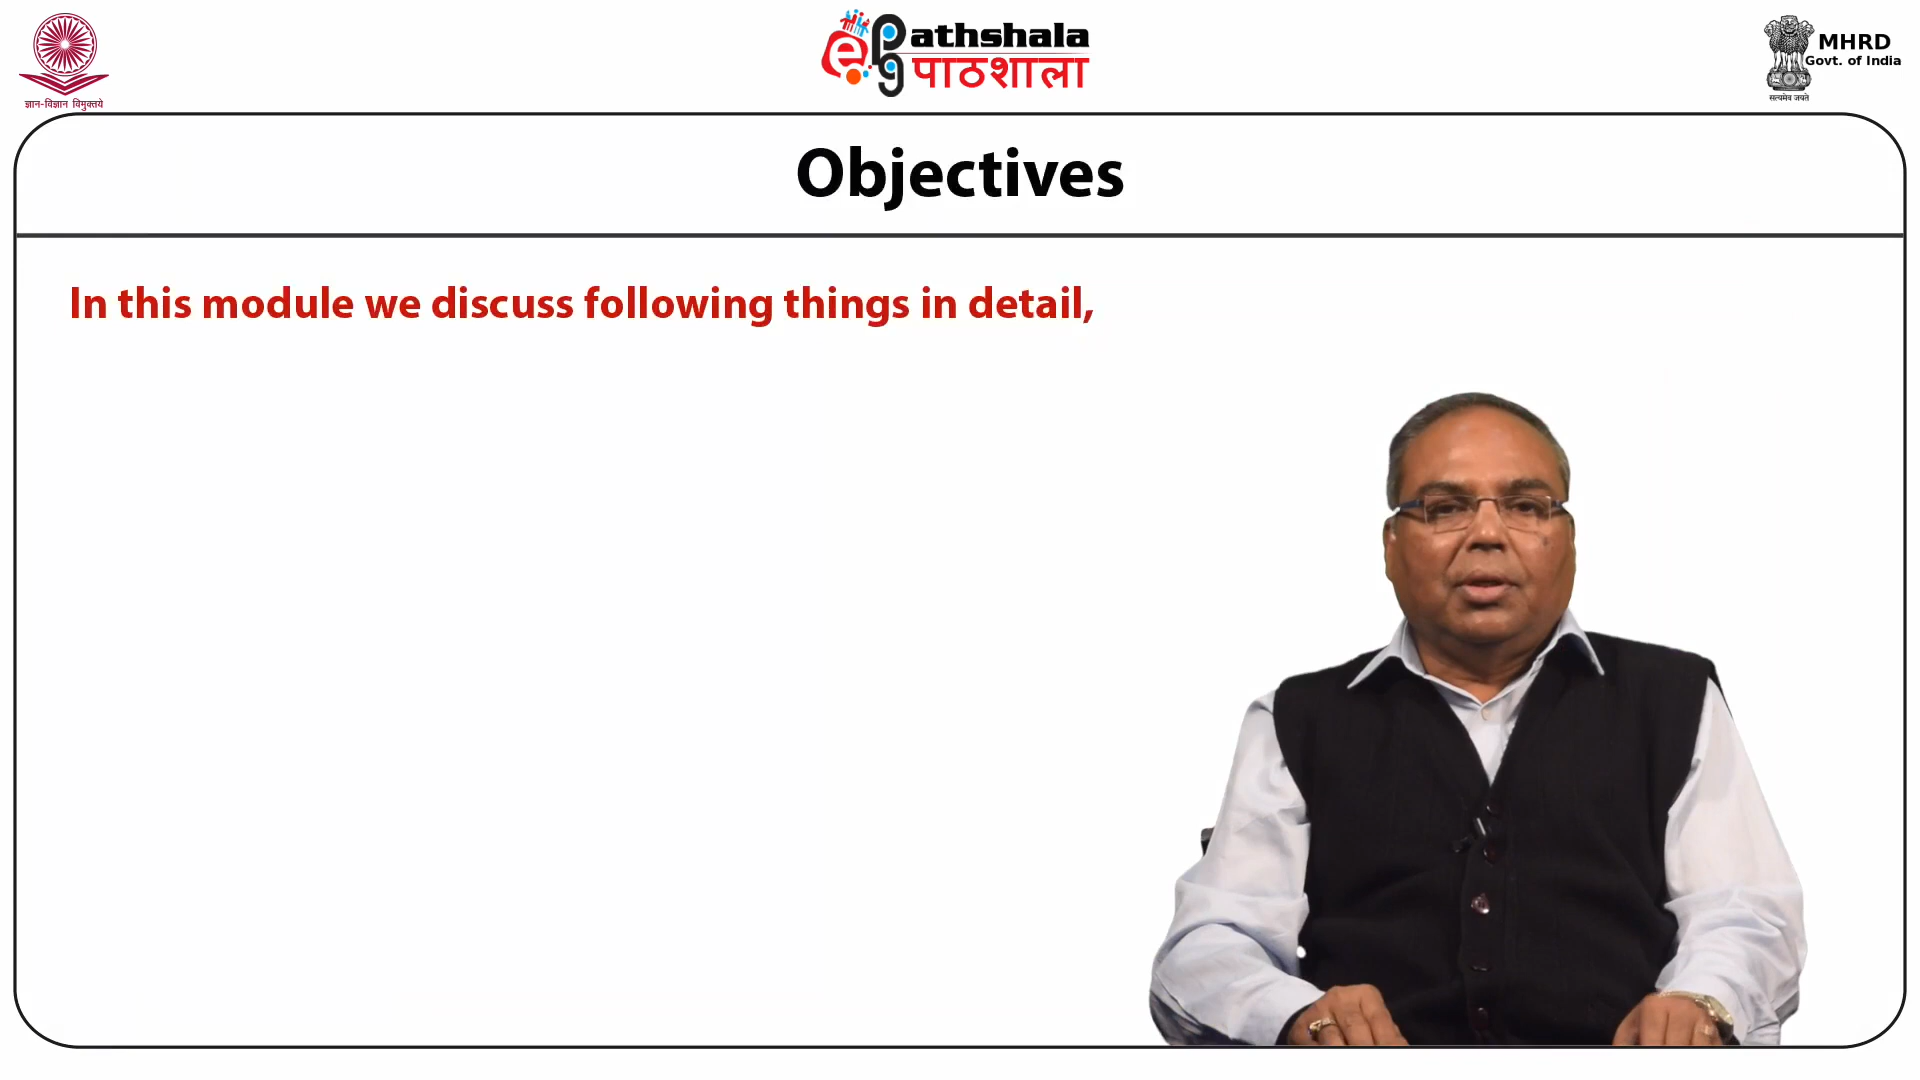 ज्ञान-विज्ञान विमुक्तये
ePathshala
पाठशाला
MHRD
Govt. of India
सत्यमेव जयते
Objectives
In this module we discuss following things in detail,